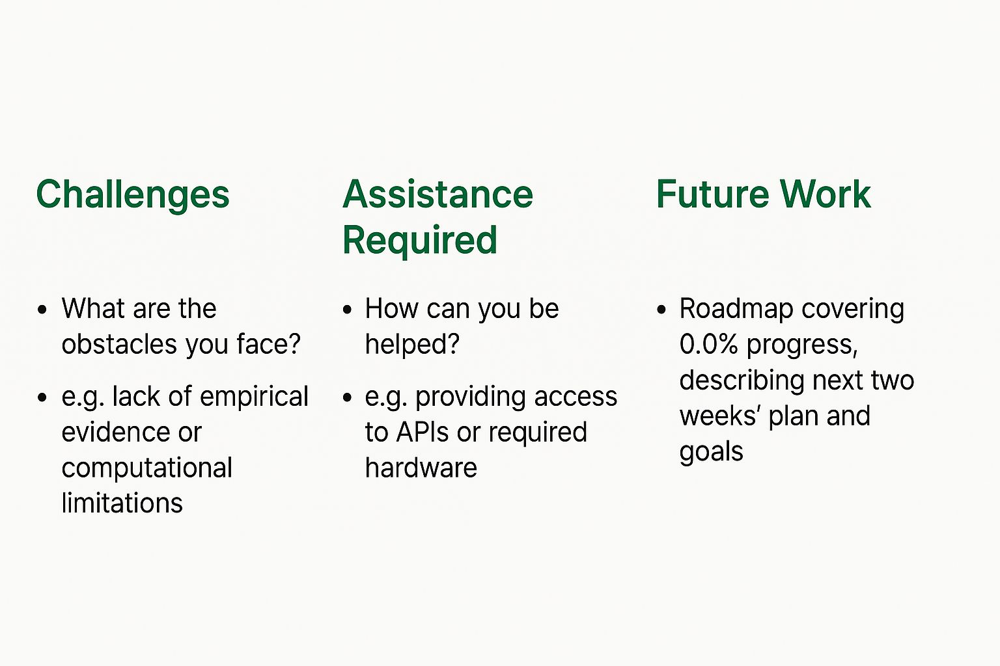 Challenges
• What are the
obstacles you face?
• e.g. lack of empirical
evidence or
computational
limitations
Assistance
Required
• How can you be
helped?
• e.g. providing access
to APIs or required
hardware
Future Work
• Roadmap covering
0.0% progress,
describing next two
weeks’ plan and
goals